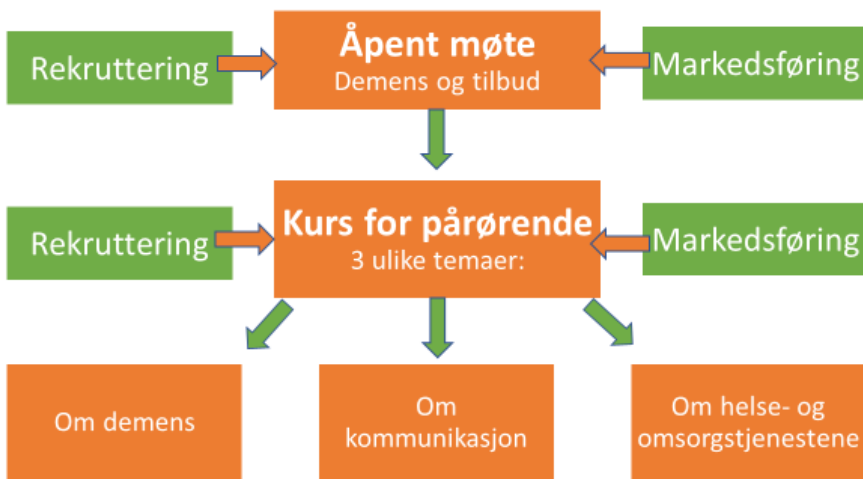 Rekruttering
Åpent møte
Demens og tilbud
Markedsføring
Rekruttering
Kurs for pårørende
3 ulike temaer:
Markedsføring
Om demens
Om
kommunikasjon
Om helse- og
omsorgstjenestene